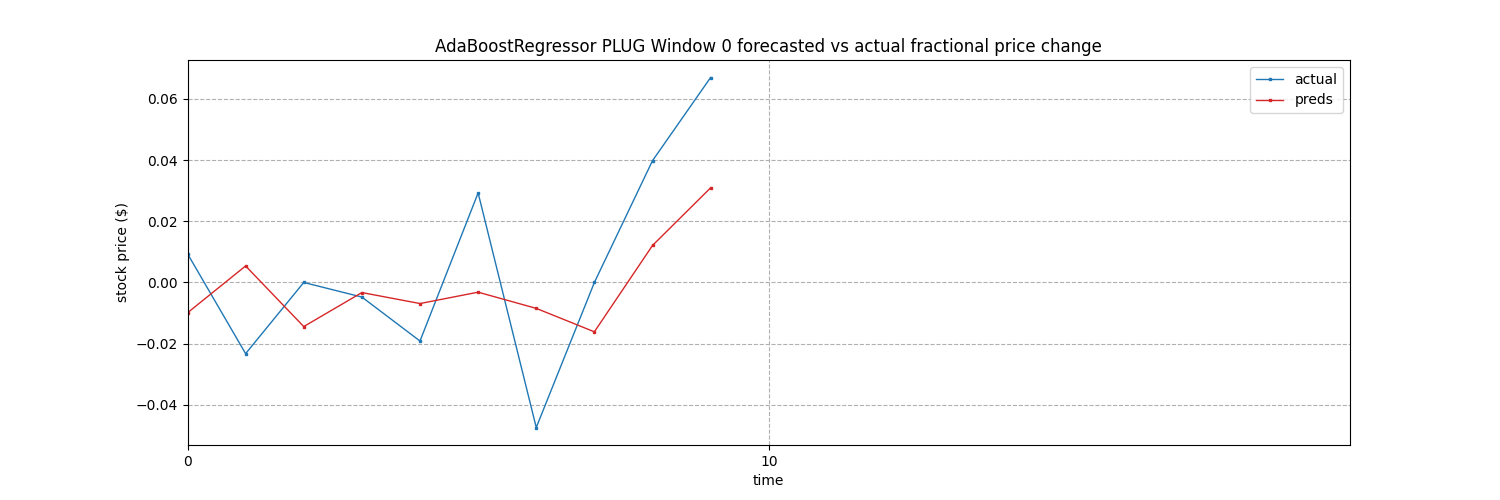 AdaBoostRegressor PLUG Window 0 forecasted vs actual fractional price change
actual
preds
0.06
0.04
0.02
0.00
−0.02
−0.04
stock price ($)
0
10
time